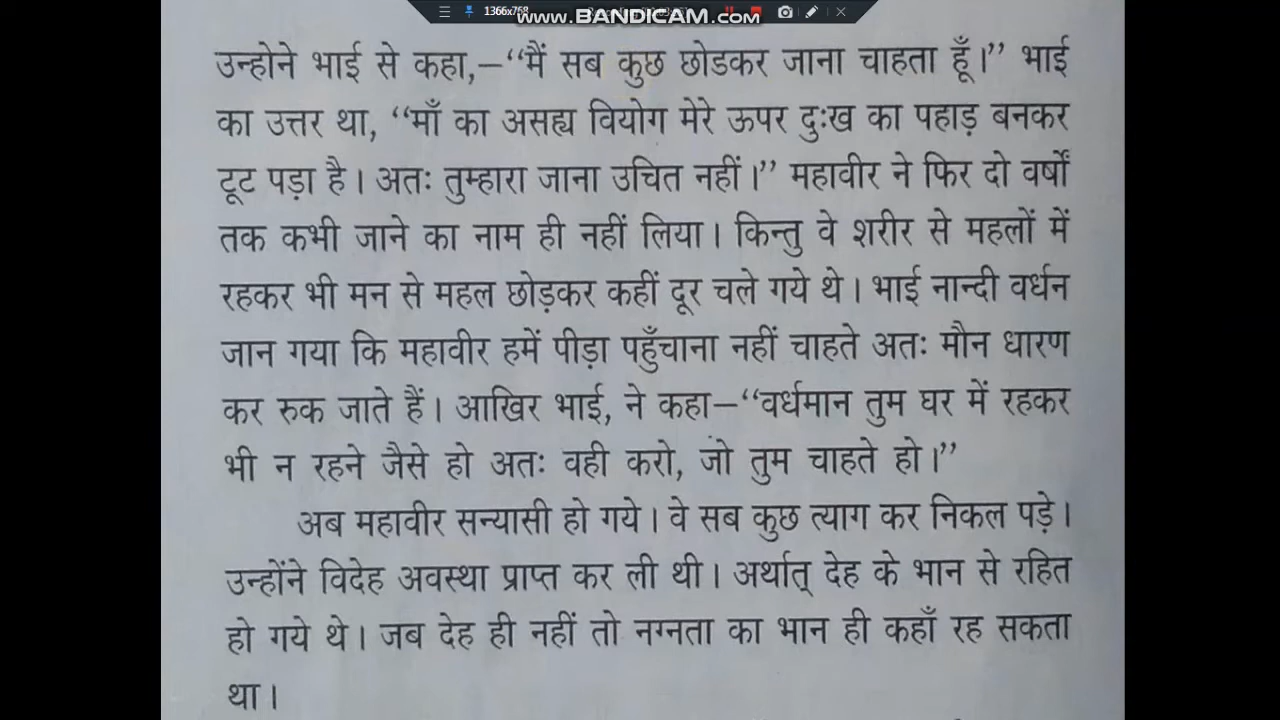 1366x768
www.BANDICAM.com
उन्होने भाई से कहा,–“मैं सब कुछ छोडकर जाना चाहता हूँ।” भाई
का उत्तर था, “माँ का असह्य वियोग मेरे ऊपर दुःख का पहाड़ बनकर
टूट पड़ा है। अतः तुम्हारा जाना उचित नहीं।” महावीर ने फिर दो वर्षों
तक कभी जाने का नाम ही नहीं लिया। किन्तु वे शरीर से महलों में
रहकर भी मन से महल छोड़कर कहीं दूर चले गये थे। भाई नान्दी वर्धन
जान गया कि महावीर हमें पीड़ा पहुँचाना नहीं चाहते अतः मौन धारण
कर रुक जाते हैं। आखिर भाई, ने कहा–“वर्धमान तुम घर में रहकर
भी न रहने जैसे हो अतः वही करो, जो तुम चाहते हो।”
अब महावीर सन्यासी हो गये। वे सब कुछ त्याग कर निकल पड़े।
उन्होंने विदेह अवस्था प्राप्त कर ली थी। अर्थात् देह के भान से रहित
हो गये थे। जब देह ही नहीं तो नग्नता का भान ही कहाँ रह सकता
था।